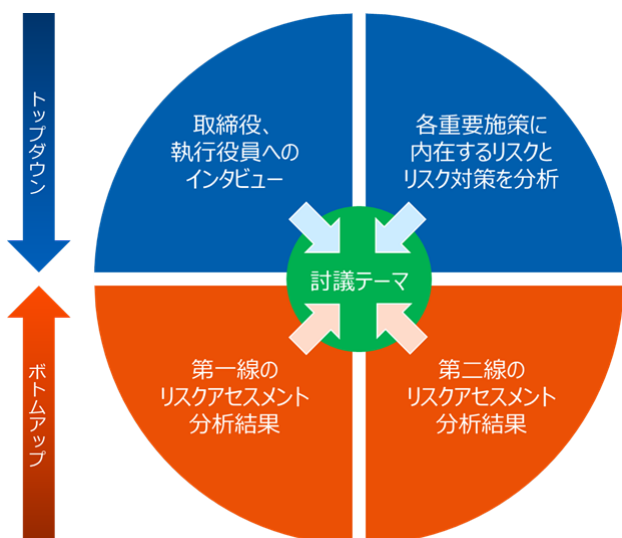 トップダウン
取締役、
執行役員への
インタビュー
各重要施策に
内在するリスクと
リスク対策を分析
討議テーマ
ボトムアップ
第一線の
リスクアセスメント
分析結果
第二線の
リスクアセスメント
分析結果